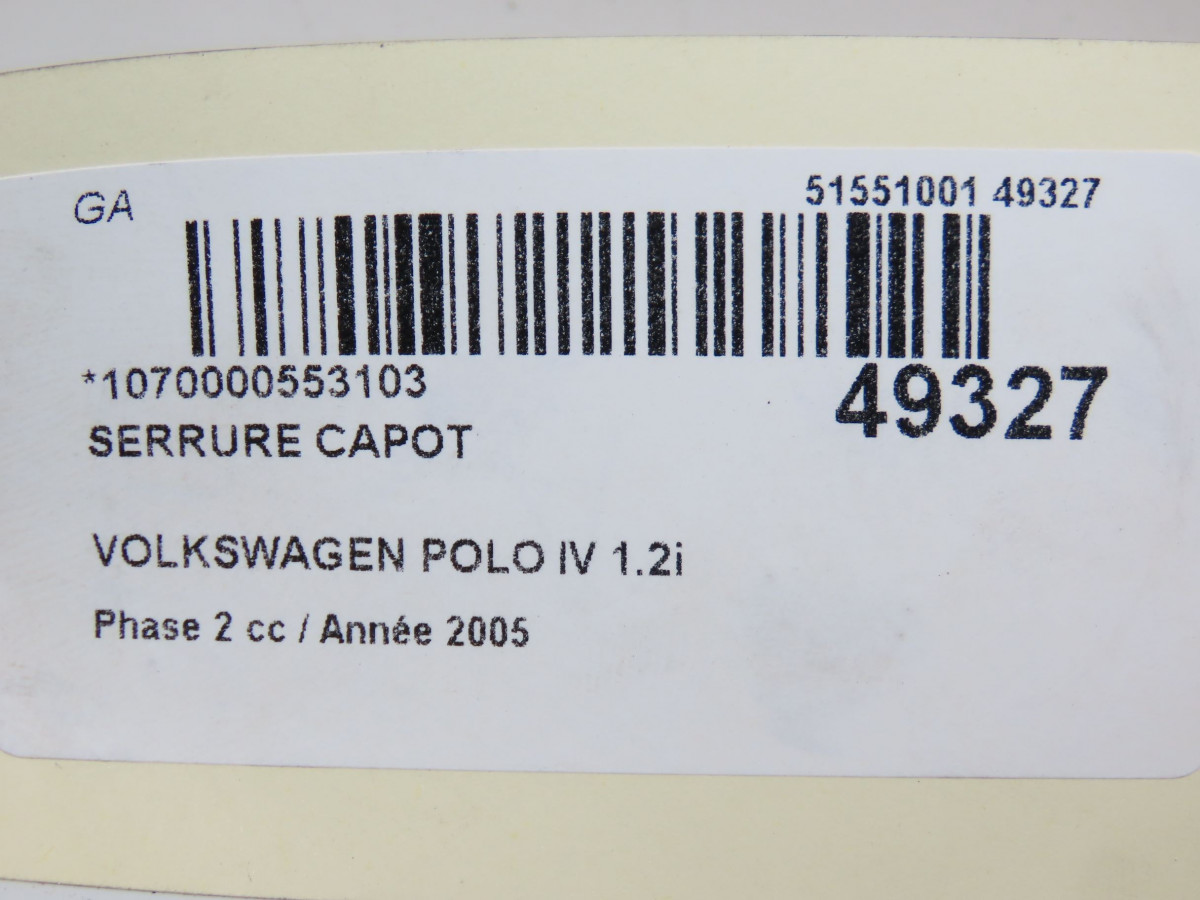 GA
51551001 49327
*1070000553103
49327
SERRURE CAPOT
VOLKSWAGEN POLO IV 1.2i
Phase 2 cc / Année 2005